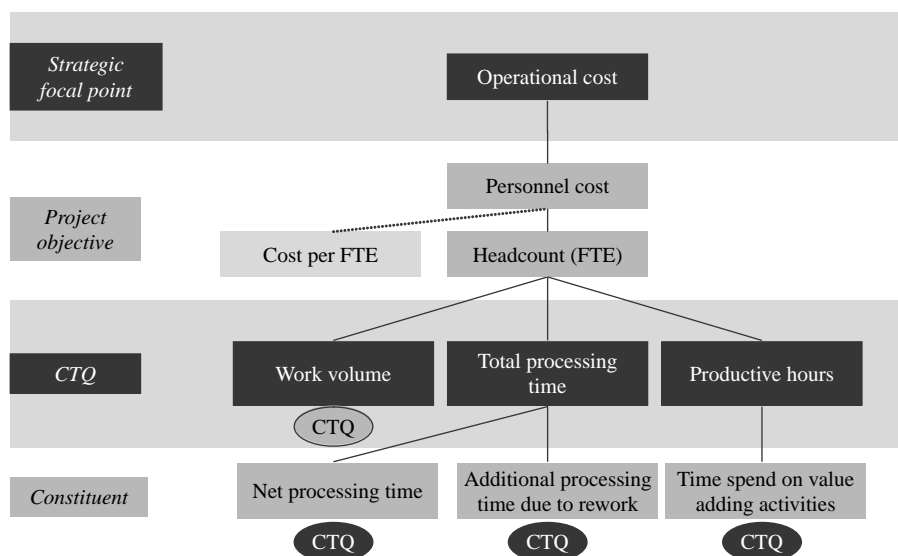 Strategic
focal point
Operational cost
Personnel cost
Project
objective
Cost per FTE
Headcount (FTE)
CTQ
Work volume
Total processing
time
Productive hours
CTQ
Constituent
Net processing time
Additional processing
time due to rework
Time spend on value
adding activities
CTQ
CTQ
CTQ